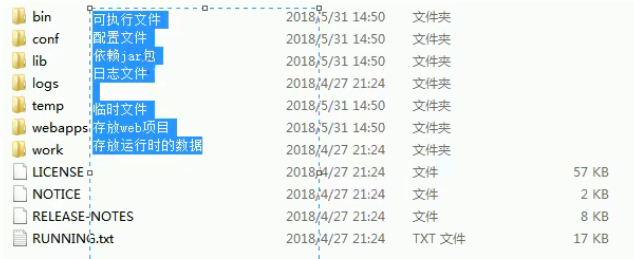 bin 可执行文件 2018/5/31 14:50 文件夹
conf 配置文件 2018/5/31 14:50 文件夹
lib 依赖jar包 2018/5/31 14:50 文件夹
logs 日志文件 2018/4/27 21:24 文件夹
temp 临时文件 2018/5/31 14:50 文件夹
webapps 存放web项目 2018/4/27 21:24 文件夹
work 存放运行时的数据 2018/4/27 21:24 文件夹
LICENSE 2018/4/27 21:24 文件 57 KB
NOTICE 2018/4/27 21:24 文件 2 KB
RELEASE-NOTES 2018/4/27 21:24 文件 8 KB
RUNNING.txt 2018/4/27 21:24 TXT 文件 17 KB